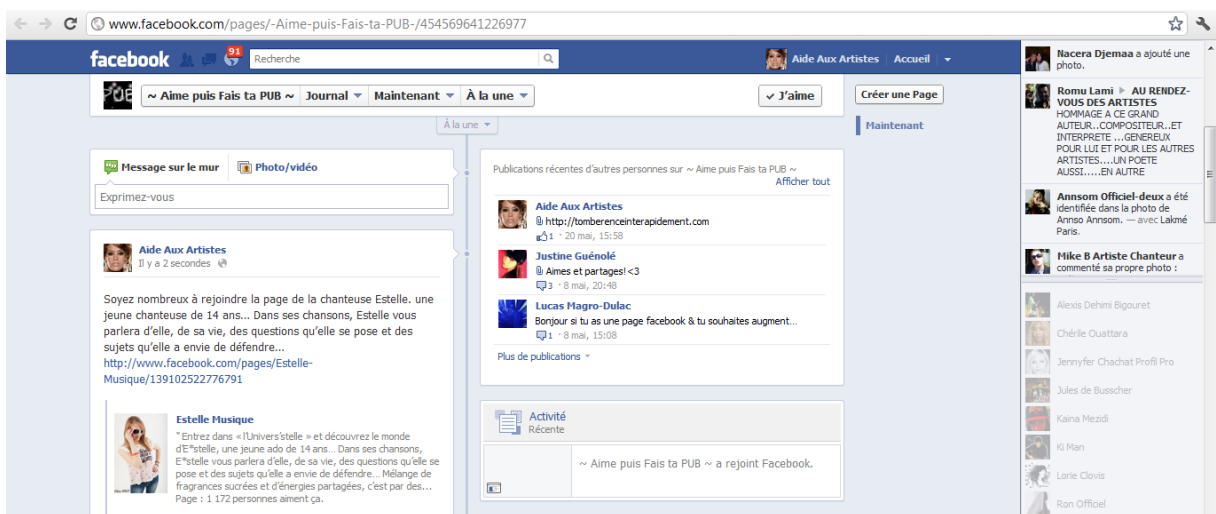 www.facebook.com/pages/-Aime-puis-Fais-ta-PUB-/454569641226977
facebook
91
Recherche
Aide Aux Artistes
Accueil
~ Aime puis Fais ta PUB ~
Journal
Maintenant
À la une
J'aime
Créer une Page
À la une
Maintenant
Message sur le mur
Photo/vidéo
Exprimez-vous
Aide Aux Artistes
Il y a 2 secondes
Soyez nombreux à rejoindre la page de la chanteuse Estelle. une
jeune chanteuse de 14 ans... Dans ses chansons, Estelle vous
parlera d'elle, de sa vie, des questions qu'elle se pose et des
sujets qu'elle a envie de défendre...
http://www.facebook.com/pages/Estelle-
Musique/139102522776791
Estelle Musique
"Entrez dans «l'Univers'stelle » et découvrez le monde
d'E*stelle, une jeune ado de 14 ans... Dans ses chansons,
E*stelle vous parlera d'elle, de sa vie, des questions qu'elle se
pose et des sujets qu'elle a envie de défendre... Mélange de
fragrances sucrées et d'énergies partagées, c'est par des...
Page : 1 172 personnes aiment ça.
Publications récentes d'autres personnes sur ~ Aime puis Fais ta PUB ~
Afficher tout
Aide Aux Artistes
http://tomberenceinterapidement.com
1 · 20 mai, 15:58
Justine Guénolé
Aimes et partages! <3
3 · 8 mai, 20:48
Lucas Magro-Dulac
Bonjour si tu as une page facebook & tu souhaites augment...
1 · 8 mai, 15:08
Plus de publications
Activité
Récente
~ Aime puis Fais ta PUB ~ a rejoint Facebook.
Nacera Djemaa a ajouté une
photo.
Romu Lami ▶ AU RENDEZ-
VOUS DES ARTISTES
HOMMAGE A CE GRAND
AUTEUR..COMPOSITEUR..ET
INTERPRETE ...GENEREUX
POUR LUI ET POUR LES AUTRES
ARTISTES....UN POETE
AUSSI.....EN AUTRE
Annsom Officiel-deux a été
identifiée dans la photo de
Annso Annsom. — avec Lakmé
Paris.
Mike B Artiste Chanteur a
commenté sa propre photo :
Alexis Dehimi Bigouret
Chérile Ouattara
Jennyfer Chachat Profil Pro
Jules de Busscher
Kaina Mezidi
Ki Man
Lorie Clovis
Ron Officiel